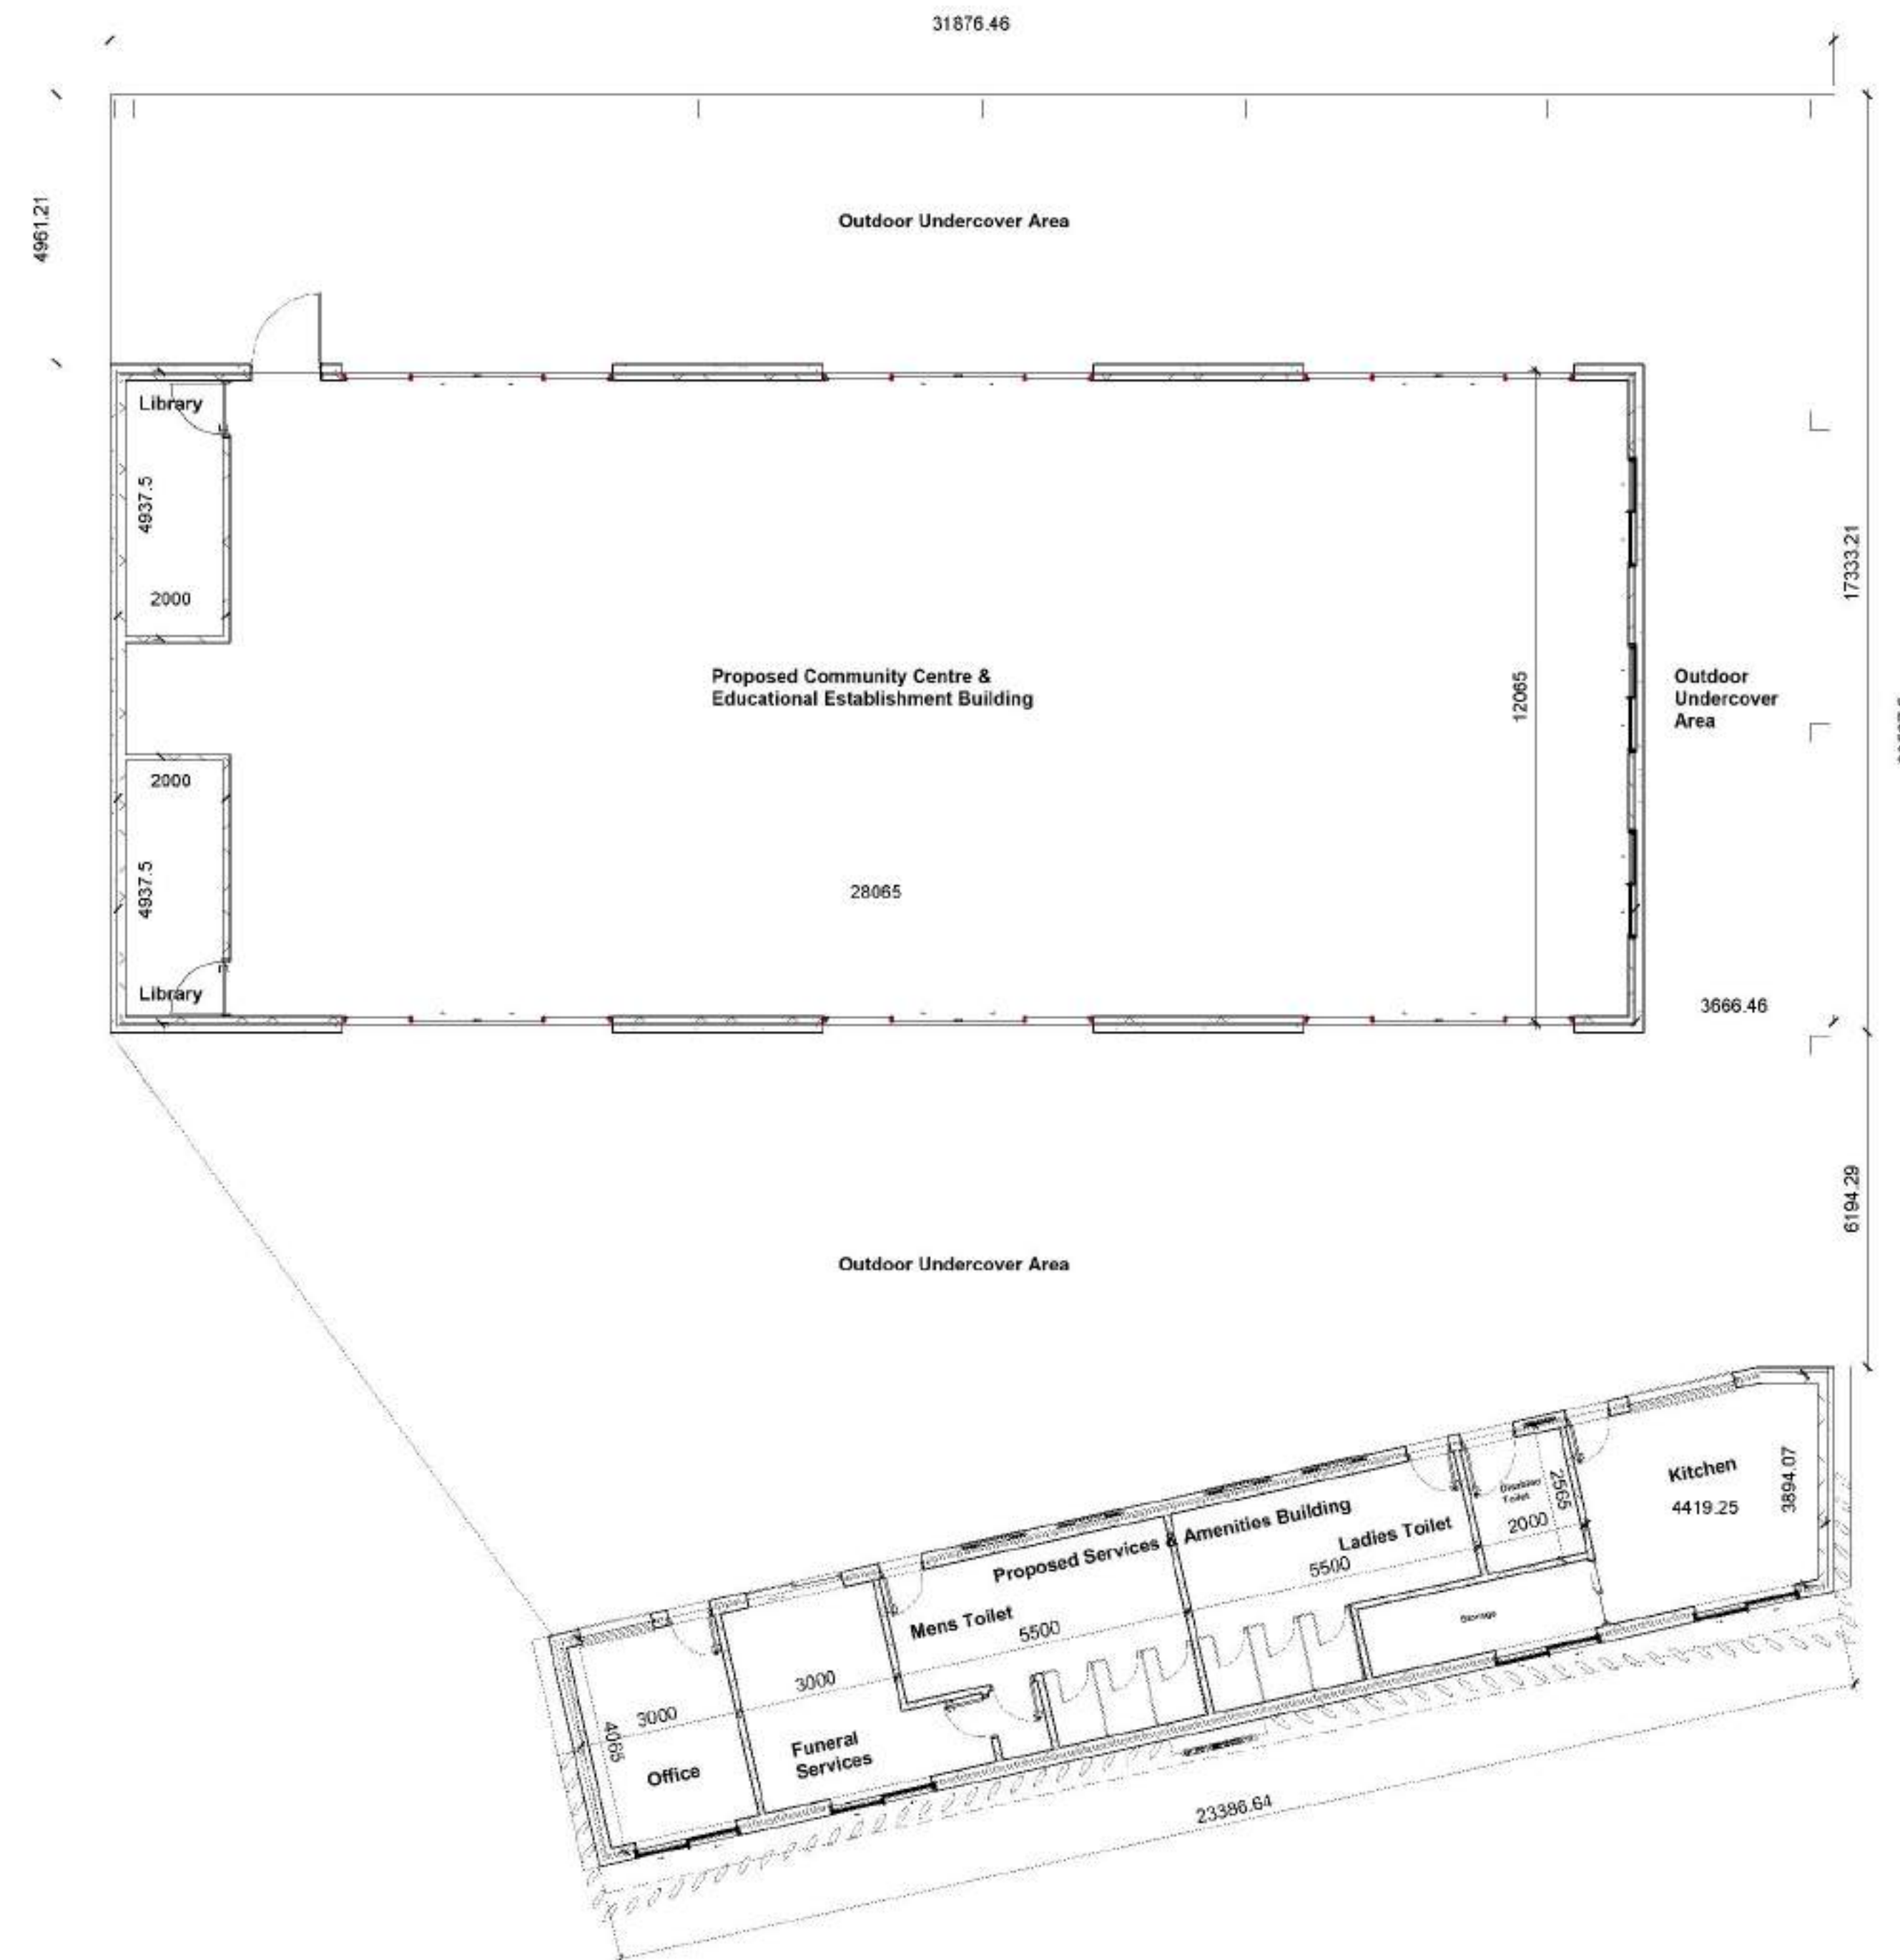 31876.46
4961.21
Outdoor Undercover Area
Library
4937.5
2000
17333.21
Proposed Community Centre &
Educational Establishment Building
12065
Outdoor
Undercover
Area
2000
4937.5
28065
Library
3666.46
6194.29
Outdoor Undercover Area
Kitchen
4419.25
3894.07
2565
Disabled
Toilet
2000
Proposed Services & Amenities Building
Ladies Toilet
5500
Mens Toilet
5500
Storage
3000
3000
4065
Funeral
Services
Office
23386.64